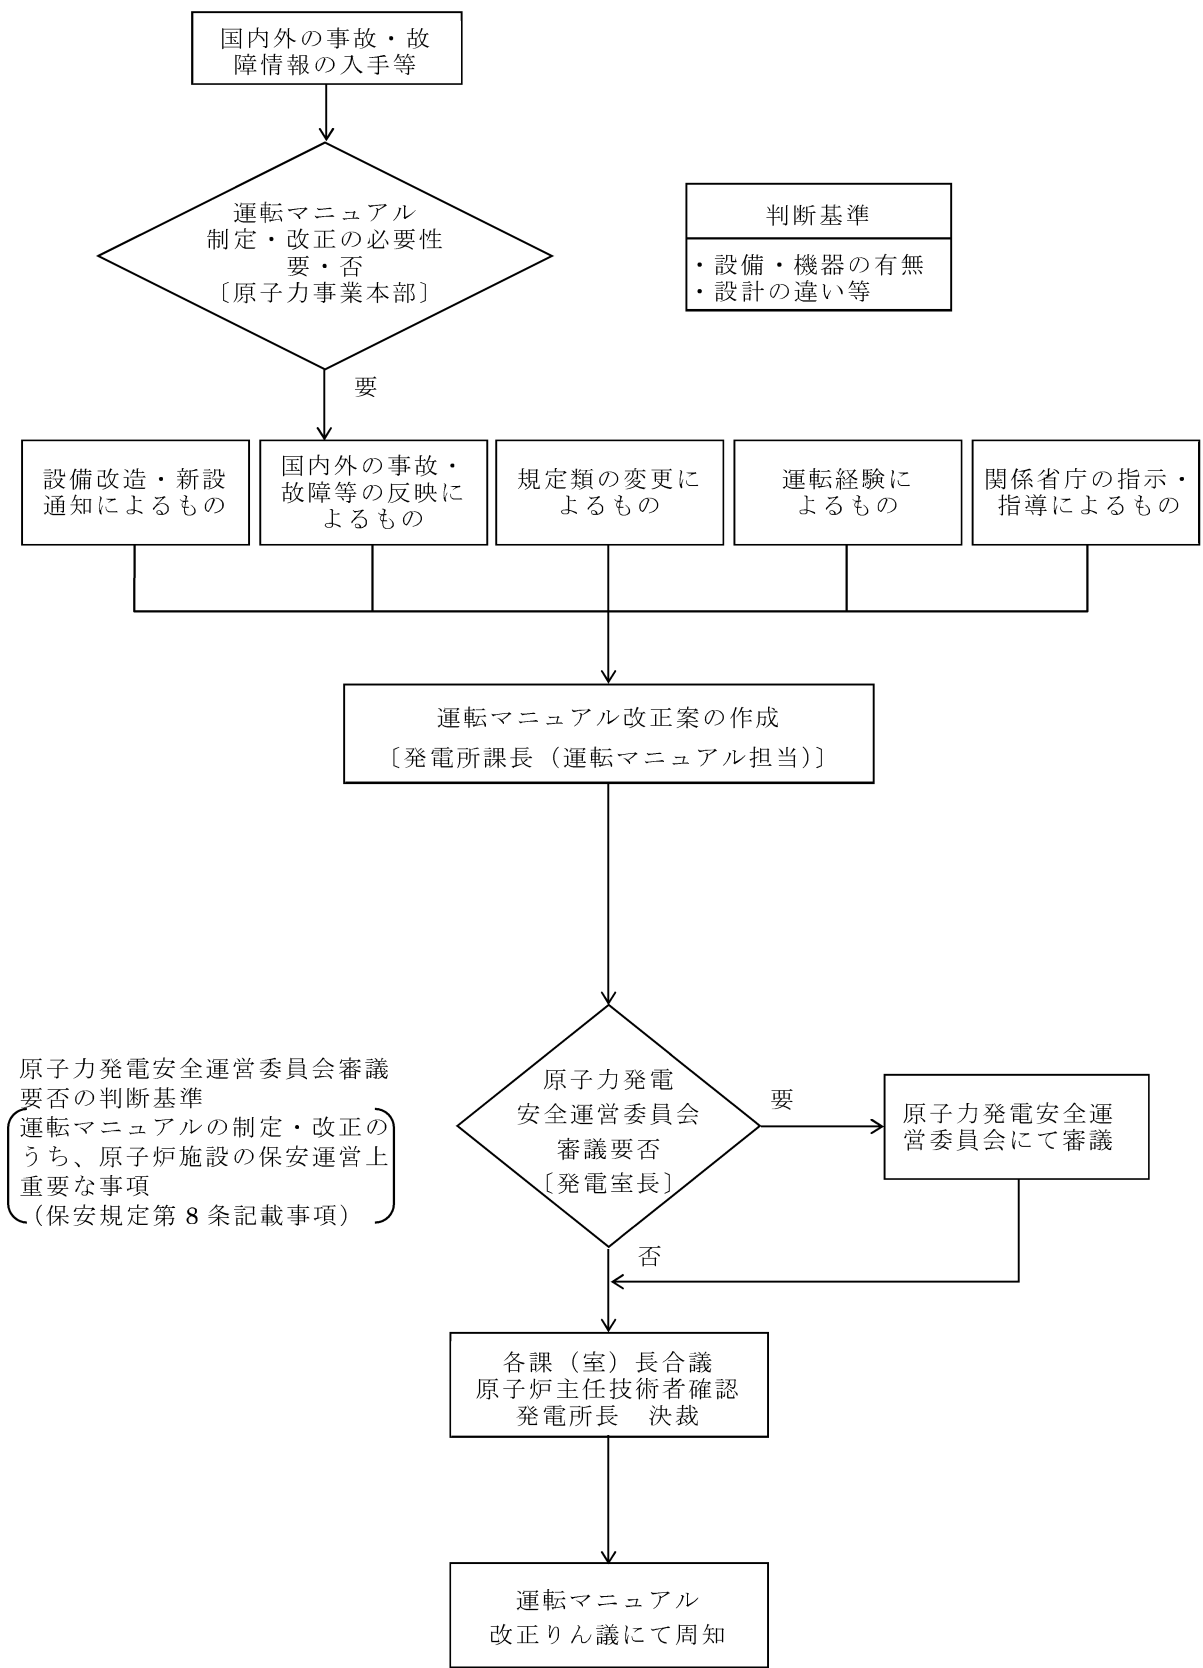 国内外の事故・故
障情報の入手等
運転マニュアル
制定・改正の必要性
要・否
〔原子力事業本部〕
判断基準
・設備・機器の有無
・設計の違い等
要
設備改造・新設
通知によるもの
国内外の事故・
故障等の反映に
よるもの
規定類の変更に
よるもの
運転経験に
よるもの
関係省庁の指示・
指導によるもの
運転マニュアル改正案の作成
〔発電所課長（運転マニュアル担当)〕
原子力発電安全運営委員会審議
要否の判断基準
運転マニュアルの制定・改正の
うち、原子炉施設の保安運営上
重要な事項
（保安規定第８条記載事項）
原子力発電
安全運営委員会
審議要否
〔発電室長〕
要
原子力発電安全運
営委員会にて審議
否
各課（室）長合議
原子炉主任技術者確認
発電所長　決裁
運転マニュアル
改正りん議にて周知